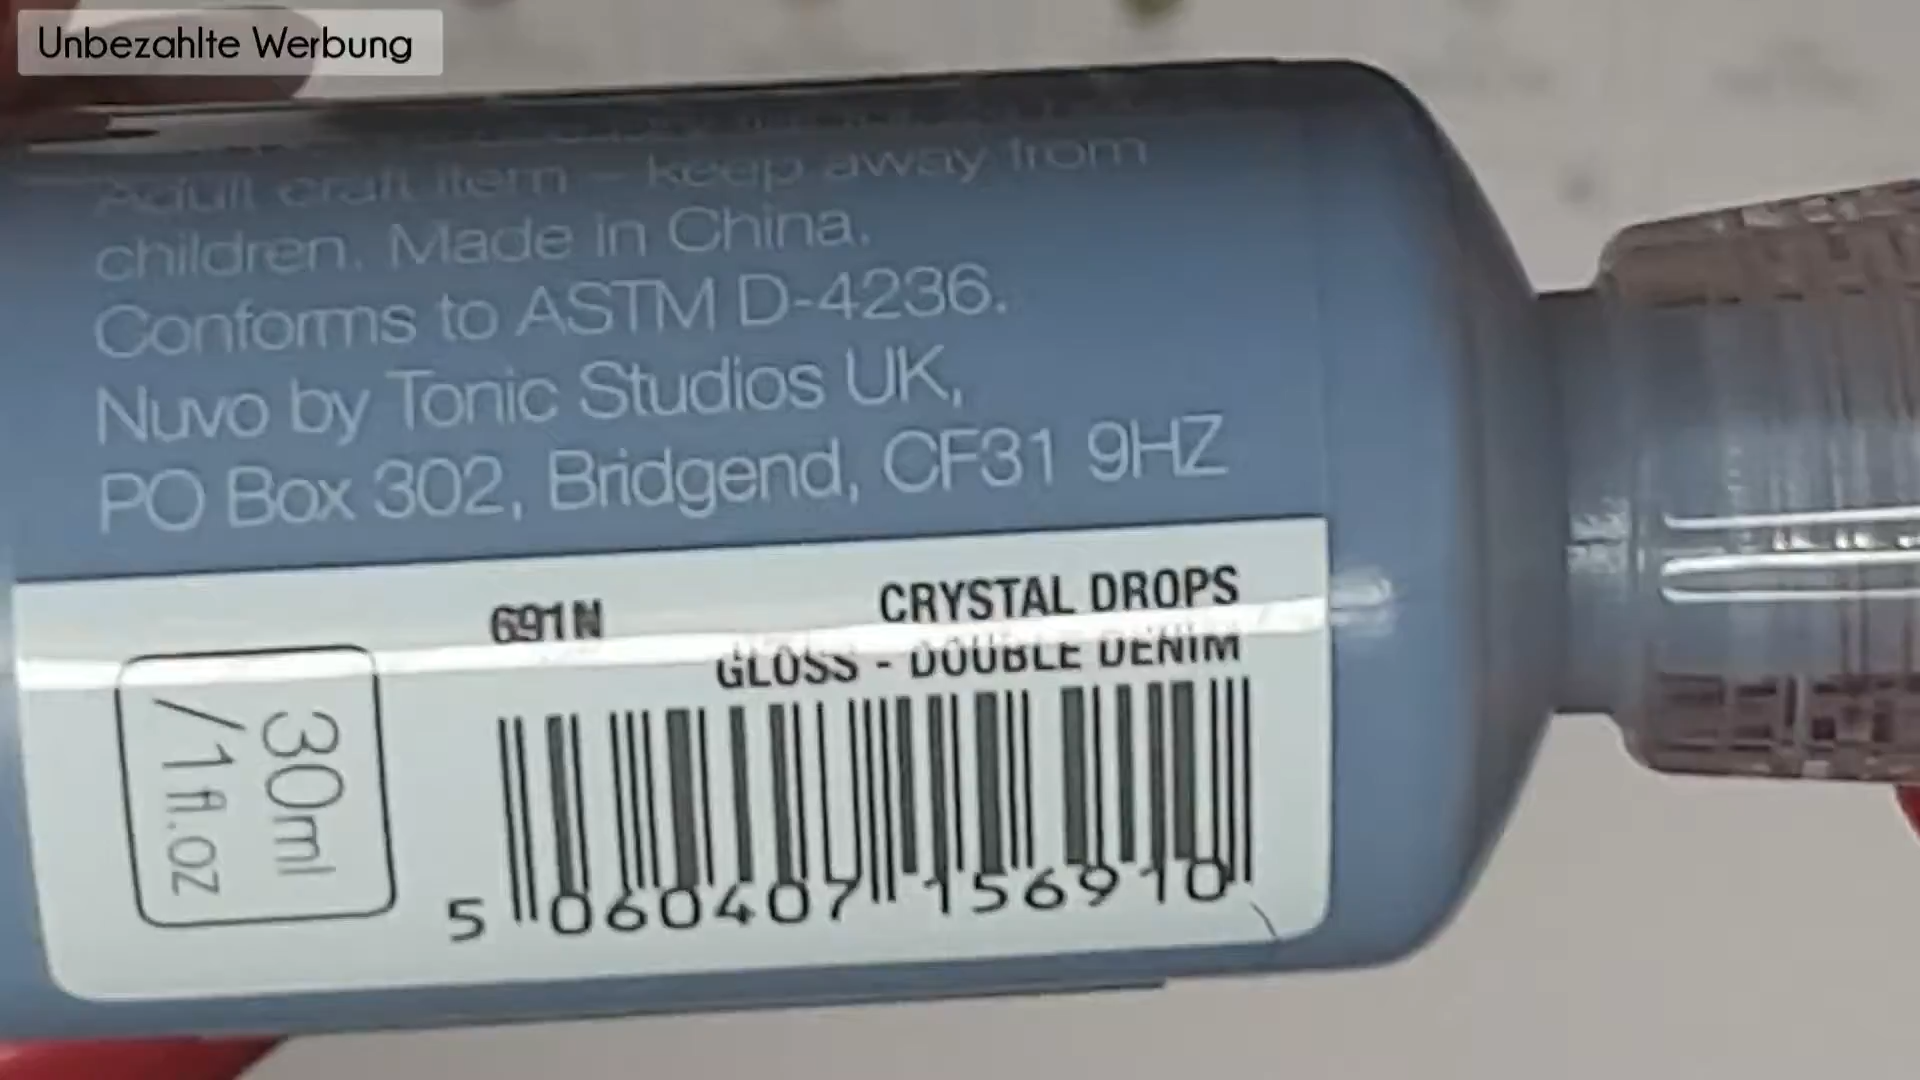 Unbezahlte Werbung
Adult craft item - keep away from
children. Made in China.
Conforms to ASTM D-4236.
Nuvo by Tonic Studios UK,
PO Box 302, Bridgend, CF31 9HZ
691N
CRYSTAL DROPS
GLOSS - DOUBLE DENIM
30ml
/1fl.oz
5 060407 156910